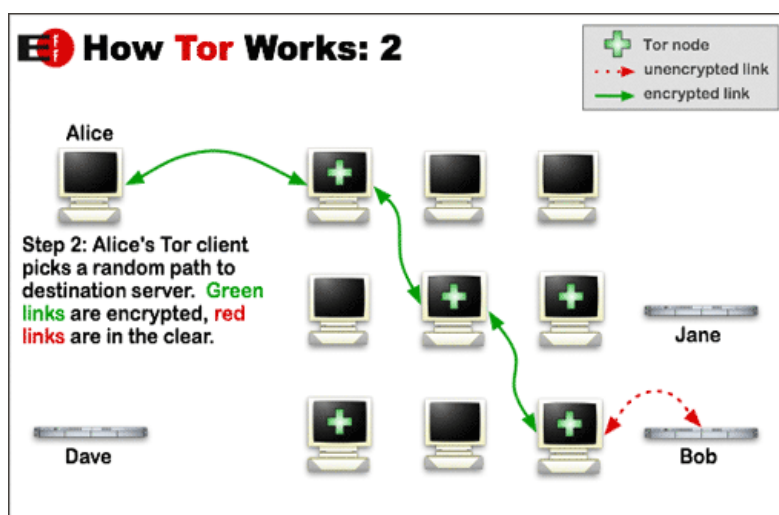 EFF How Tor Works: 2
Tor node
unencrypted link
encrypted link
Alice
Step 2: Alice's Tor client
picks a random path to
destination server. Green
links are encrypted, red
links are in the clear.
Jane
Dave
Bob